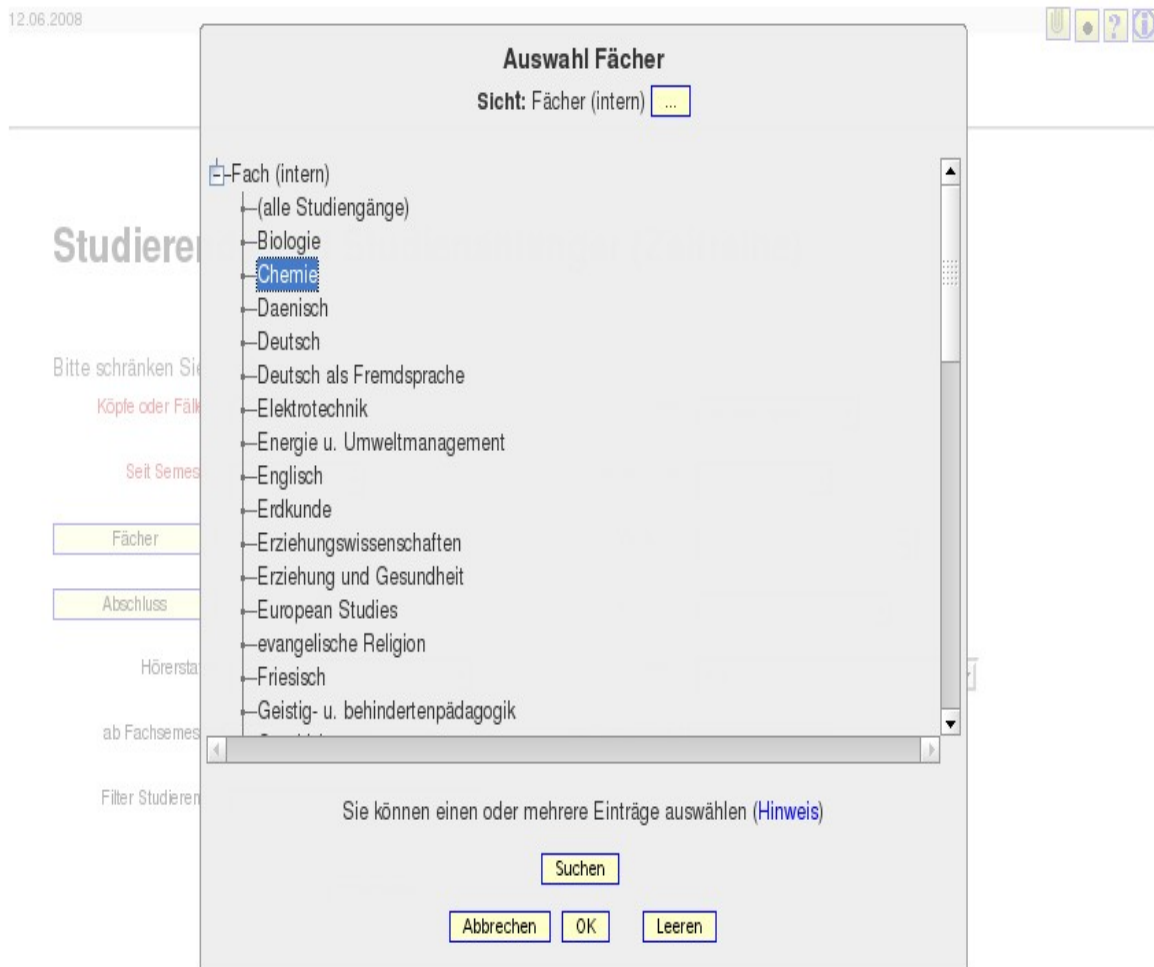 12.06.2008
Auswahl Fächer
Sicht: Fächer (intern) ...
Fach (intern)
(alle Studiengänge)
Biologie
Studiere
Chemie
Daenisch
Deutsch
Bitte schränken Sie
Deutsch als Fremdsprache
Köpfe oder Fälle
Elektrotechnik
Energie u. Umweltmanagement
Seit Semes
Englisch
Erdkunde
Fächer
Erziehungswissenschaften
Erziehung und Gesundheit
Abschluss
European Studies
evangelische Religion
Hörersta
Friesisch
Geistig- u. behindertenpädagogik
ab Fachsemes
Filter Studieren
Sie können einen oder mehrere Einträge auswählen (Hinweis)
Suchen
Abbrechen OK Leeren